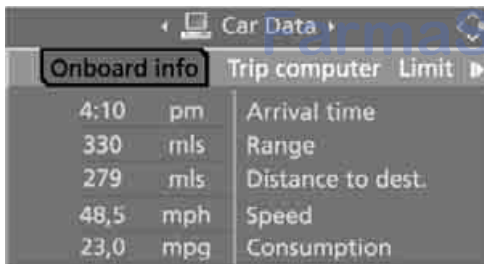 Car Data
Onboard info Trip computer Limit
4:10 pm Arrival time
330 mls Range
279 mls Distance to dest.
48,5 mph Speed
23,0 mpg Consumption